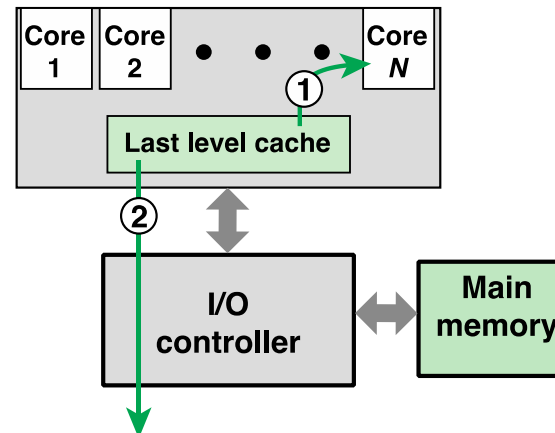 Core
1
Core
2
Core
N
1
Last level cache
2
I/O
controller
Main
memory